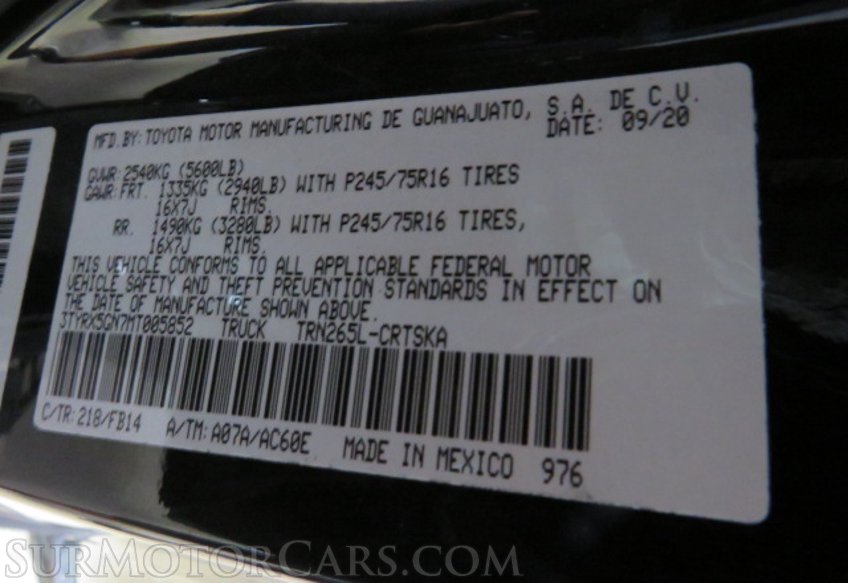 MFD.BY:TOYOTA MOTOR MANUFACTURING DE GUANAJUATO, S.A. DE C.V.
DATE: 09/20
GVWR:2540KG (5600LB)
GAWR:FRT. 1335KG (2940LB) WITH P245/75R16 TIRES
16X7J RIMS.
RR. 1490KG (3280LB) WITH P245/75R16 TIRES,
16X7J RIMS.
THIS VEHICLE CONFORMS TO ALL APPLICABLE FEDERAL MOTOR
VEHICLE SAFETY AND THEFT PREVENTION STANDARDS IN EFFECT ON
THE DATE OF MANUFACTURE SHOWN ABOVE.
3TYRX5GN7MT005852 TRUCK TRN265L-CRTSKA
C/TR:218/FB14 A/TM:A07A/AC60E MADE IN MEXICO 976
SURMOTORCARS.COM